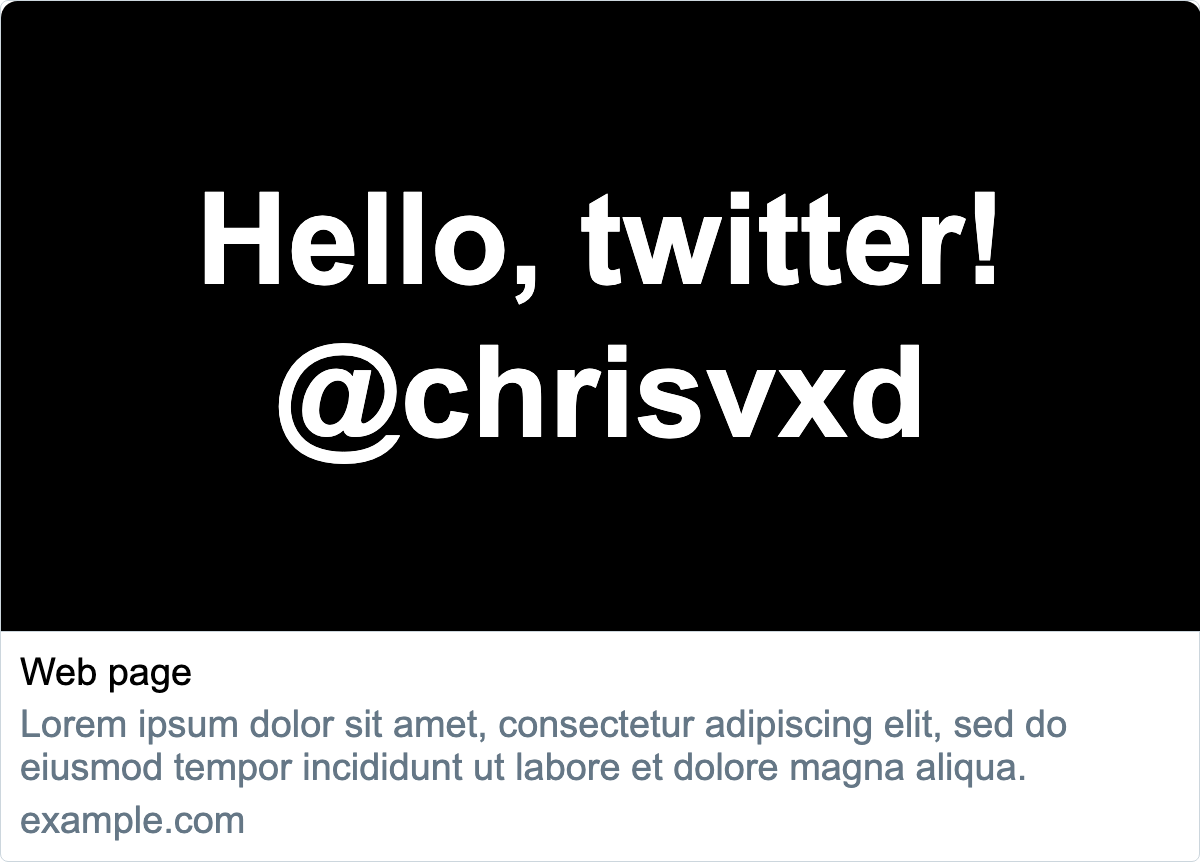 Hello, twitter!
@chrisvxd
Web page
Lorem ipsum dolor sit amet, consectetur adipiscing elit, sed do
eiusmod tempor incididunt ut labore et dolore magna aliqua.
example.com